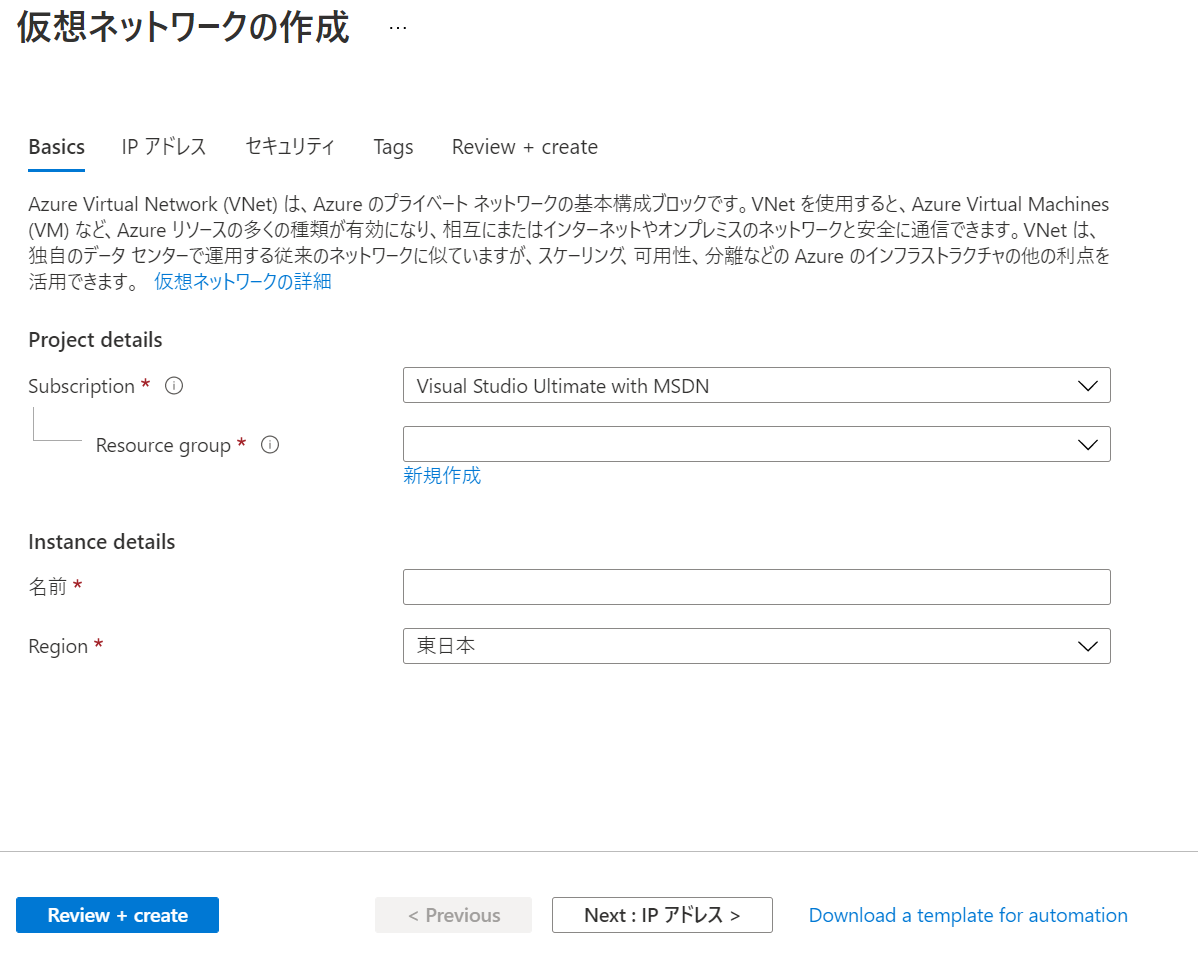 仮想ネットワークの作成 …
Basics IP アドレス セキュリティ Tags Review + create
Azure Virtual Network (VNet) は、Azure のプライベート ネットワークの基本構成ブロックです。VNet を使用すると、Azure Virtual Machines
(VM) など、Azure リソースの多くの種類が有効になり、相互にまたはインターネットやオンプレミスのネットワークと安全に通信できます。VNet は、
独自のデータ センターで運用する従来のネットワークに似ていますが、スケーリング、可用性、分離などの Azure のインフラストラクチャの他の利点を
活用できます。 仮想ネットワークの詳細
Project details
Subscription * Visual Studio Ultimate with MSDN
Resource group *
新規作成
Instance details
名前 *
Region * 東日本
Review + create < Previous Next : IP アドレス > Download a template for automation